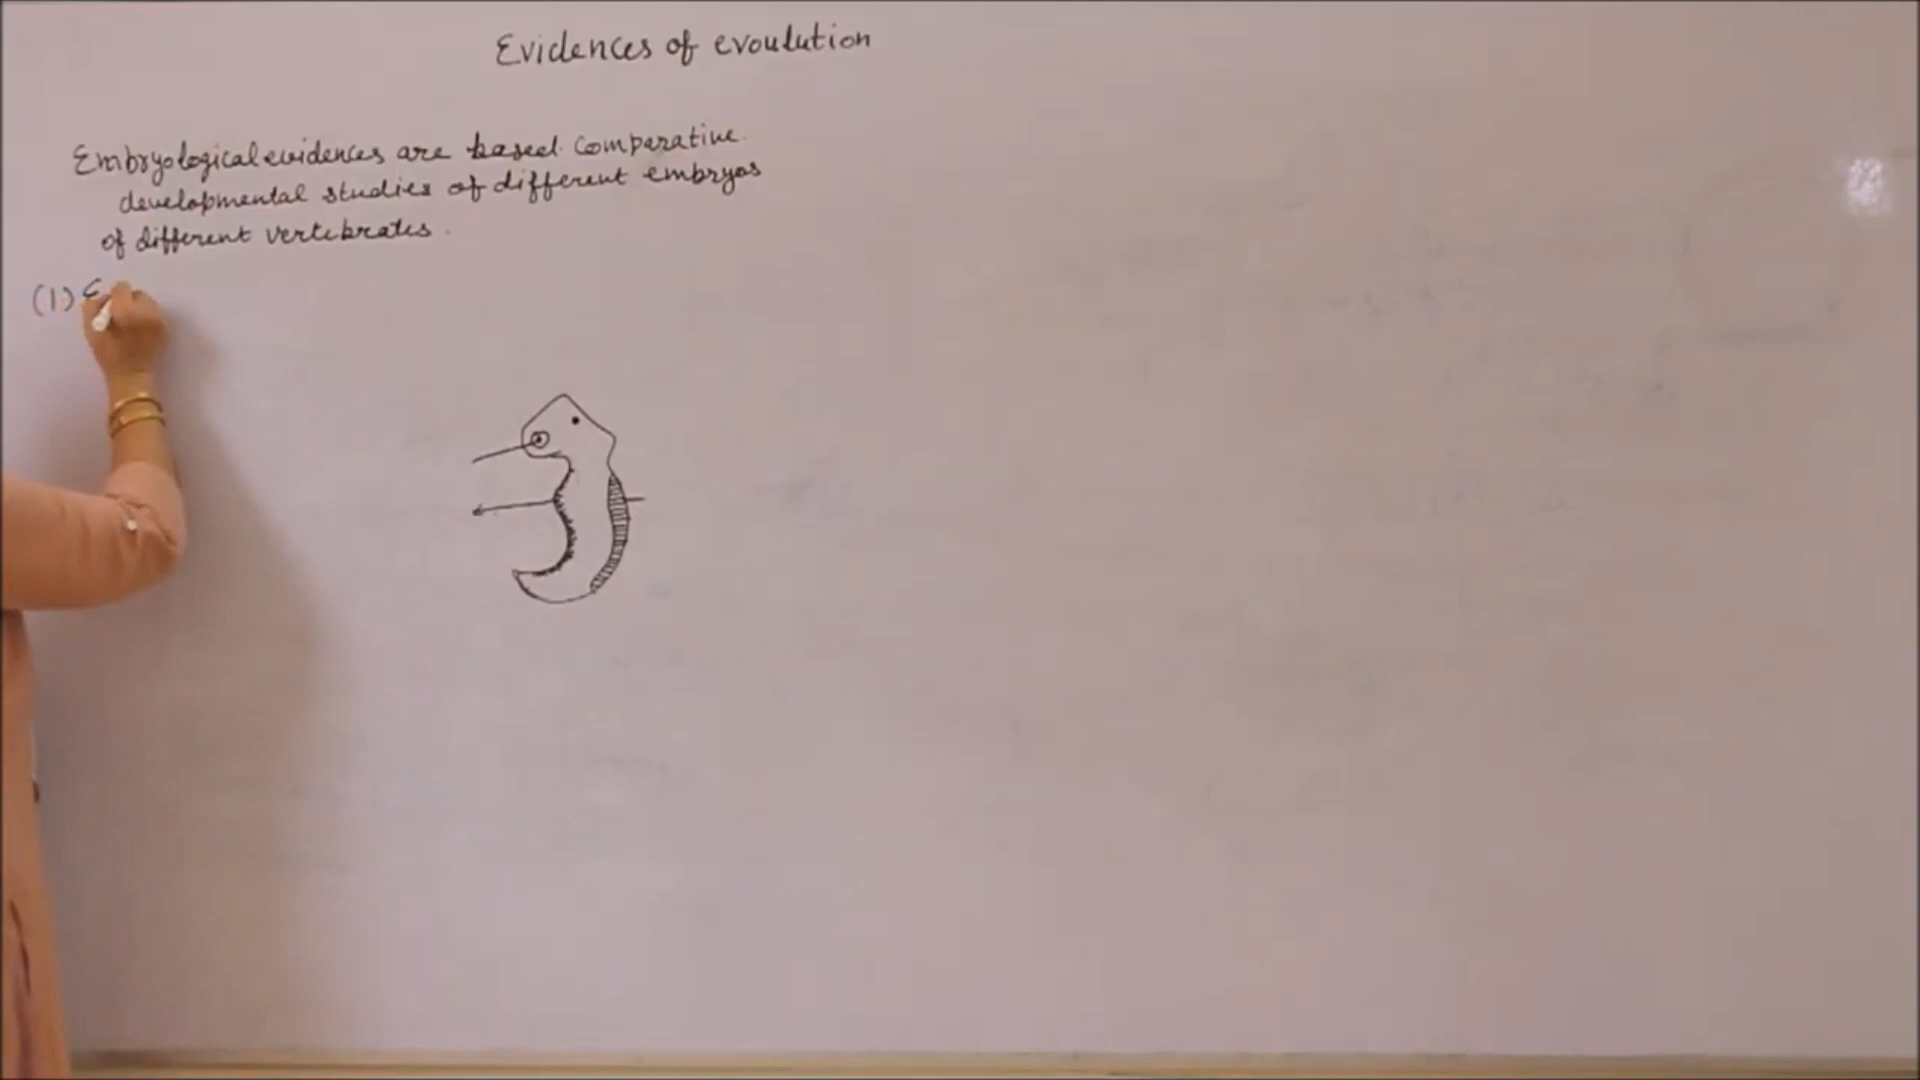 Evidences of evoulution
Embryological evidences are based comparative
developmental studies of different embryos
of different vertebrates.
(1) E